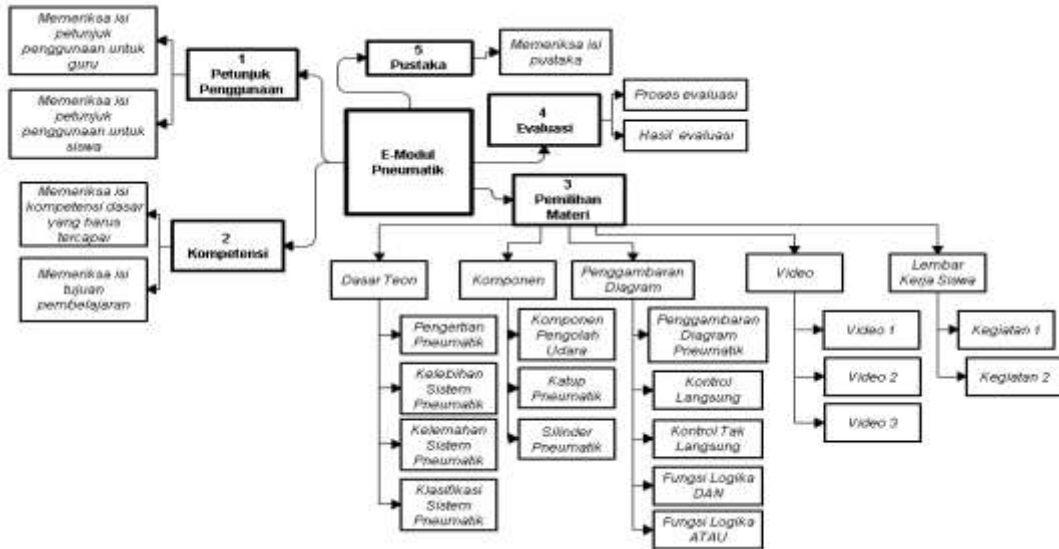 Memeriksa isi
petunjuk
penggunaan untuk
guru
Memeriksa isi
petunjuk
penggunaan untuk
siswa
1
Petunjuk
Penggunaan
5
Pustaka
Memeriksa isi
pustaka
4
Evaluasi
Proses evaluasi
Hasil evaluasi
E-Modul
Pneumatik
3
Pemilihan
Materi
Memeriksa isi
kompetensi dasar
yang harus
tercapai
Memeriksa isi
tujuan
pembelajaran
2
Kompetensi
Dasar Teori
Pengertian
Pneumatik
Kelebihan
Sistem
Pneumatik
Kelemahan
Sistem
Pneumatik
Klasifikasi
Sistem
Pneumatik
Komponen
Komponen
Pengolah
Udara
Katup
Pneumatik
Silinder
Pneumatik
Penggambaran
Diagram
Penggambaran
Diagram
Pneumatik
Kontrol
Langsung
Kontrol Tak
Langsung
Fungsi Logika
DAN
Fungsi Logika
ATAU
Video
Video 1
Video 2
Video 3
Lembar
Kerja Siswa
Kegiatan 1
Kegiatan 2